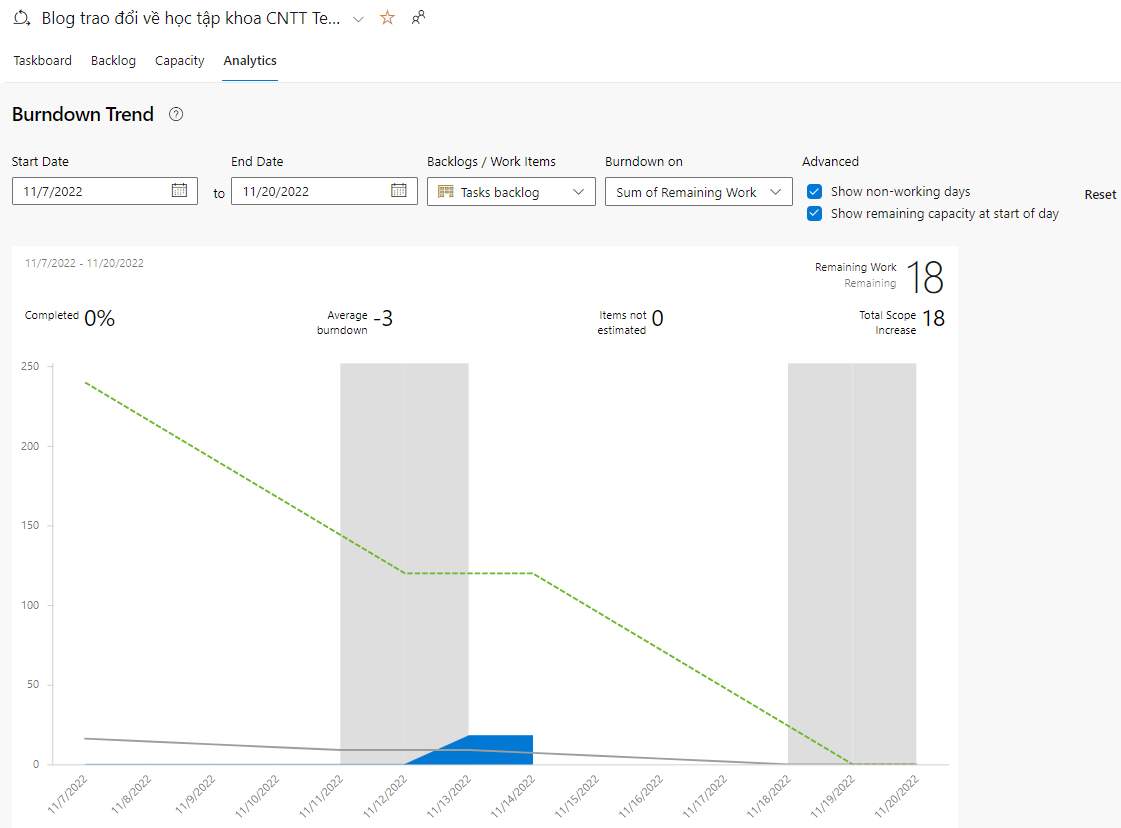 Blog trao đổi về học tập khoa CNTT Te...
Taskboard Backlog Capacity Analytics
Burndown Trend ?
Start Date End Date Backlogs / Work Items Burndown on Advanced
11/7/2022 to 11/20/2022 Tasks backlog Sum of Remaining Work Show non-working days
Show remaining capacity at start of day
Reset
11/7/2022 - 11/20/2022
Remaining Work
Remaining 18
Completed 0%
Average
burndown -3
Items not
estimated 0
Total Scope
Increase 18
250
200
150
100
50
0
11/7/2022 11/8/2022 11/9/2022 11/10/2022 11/11/2022 11/12/2022 11/13/2022 11/14/2022 11/15/2022 11/16/2022 11/17/2022 11/18/2022 11/19/2022 11/20/2022